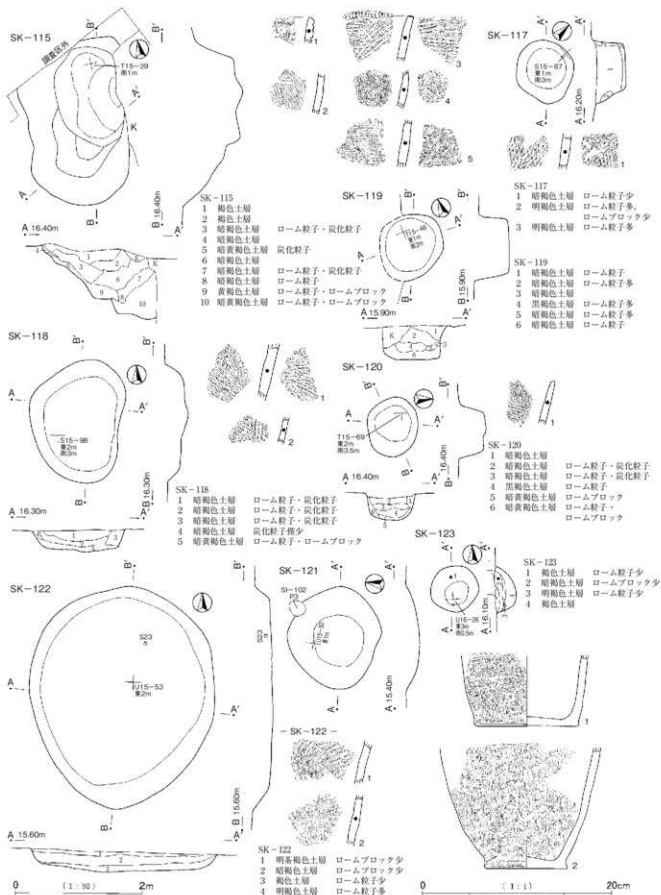 SK-115
調査区外
T15-39
南1m
K
A
B
B'
A 16.40m
A'
B 16.40m
SK-115
1 褐色土層
2 褐色土層
3 暗褐色土層 ローム粒子・炭化粒子
4 暗褐色土層
5 暗黄褐色土層 炭化粒子
6 暗褐色土層
7 暗褐色土層 ローム粒子・炭化粒子
8 暗褐色土層 ローム粒子
9 黄褐色土層 ローム粒子・ロームブロック
10 暗黄褐色土層 ローム粒子・ロームブロック
1
2
3
4
5
SK-117
S15-87
東1m
南3m
A
A'
A 16.20m
1
SK-117
1 暗褐色土層 ローム粒子少
2 明褐色土層 ローム粒子多,
ロームブロック少
3 明褐色土層 ローム粒子多
SK-119
T15-46
東1m
南2m
A
A'
B
B'
B 15.90m
A 15.90m
A'
SK-119
1 暗褐色土層 ローム粒子
2 暗褐色土層 ローム粒子多
3 暗褐色土層
4 黒褐色土層 ローム粒子多
5 暗褐色土層 ローム粒子多
6 暗褐色土層 ローム粒子
SK-118
S15-98
東2m
南3m
A
A'
B
B'
B 16.30m
A 16.30m
A'
1
2
SK-118
1 暗褐色土層 ローム粒子・炭化粒子
2 暗褐色土層 ローム粒子・炭化粒子
3 暗褐色土層 ローム粒子・炭化粒子
4 暗褐色土層 炭化粒子僅少
5 暗黄褐色土層 ローム粒子・ロームブロック
SK-120
T15-69
東2m
南3.5m
A
A'
B
B'
B 16.40m
A 16.40m
A'
1
SK-120
1 暗褐色土層
2 暗褐色土層 ローム粒子・炭化粒子
3 暗褐色土層 ローム粒子・炭化粒子
4 黒褐色土層 ローム粒子
5 暗黄褐色土層 ロームブロック
6 暗黄褐色土層 ローム粒子・
ロームブロック
SK-122
S23
U15-53
東2m
A
A'
B
B'
S23
B 15.60m
A 15.60m
A'
SK-121
SI-102
P3
U15-52
東1m
A
A'
A 15.40m
SK-123
U16-26
東3m
南0.5m
A
A'
A 16.10m
SK-123
1 褐色土層 ローム粒子少
2 暗褐色土層 ロームブロック少
3 明褐色土層 ローム粒子少
4 褐色土層
1
2
- SK-122 -
1
2
SK-122
1 明茶褐色土層 ロームブロック少
2 暗褐色土層 ロームブロック少
3 褐色土層 ローム粒子少
4 明褐色土層 ローム粒子多
0 2m
0 20cm